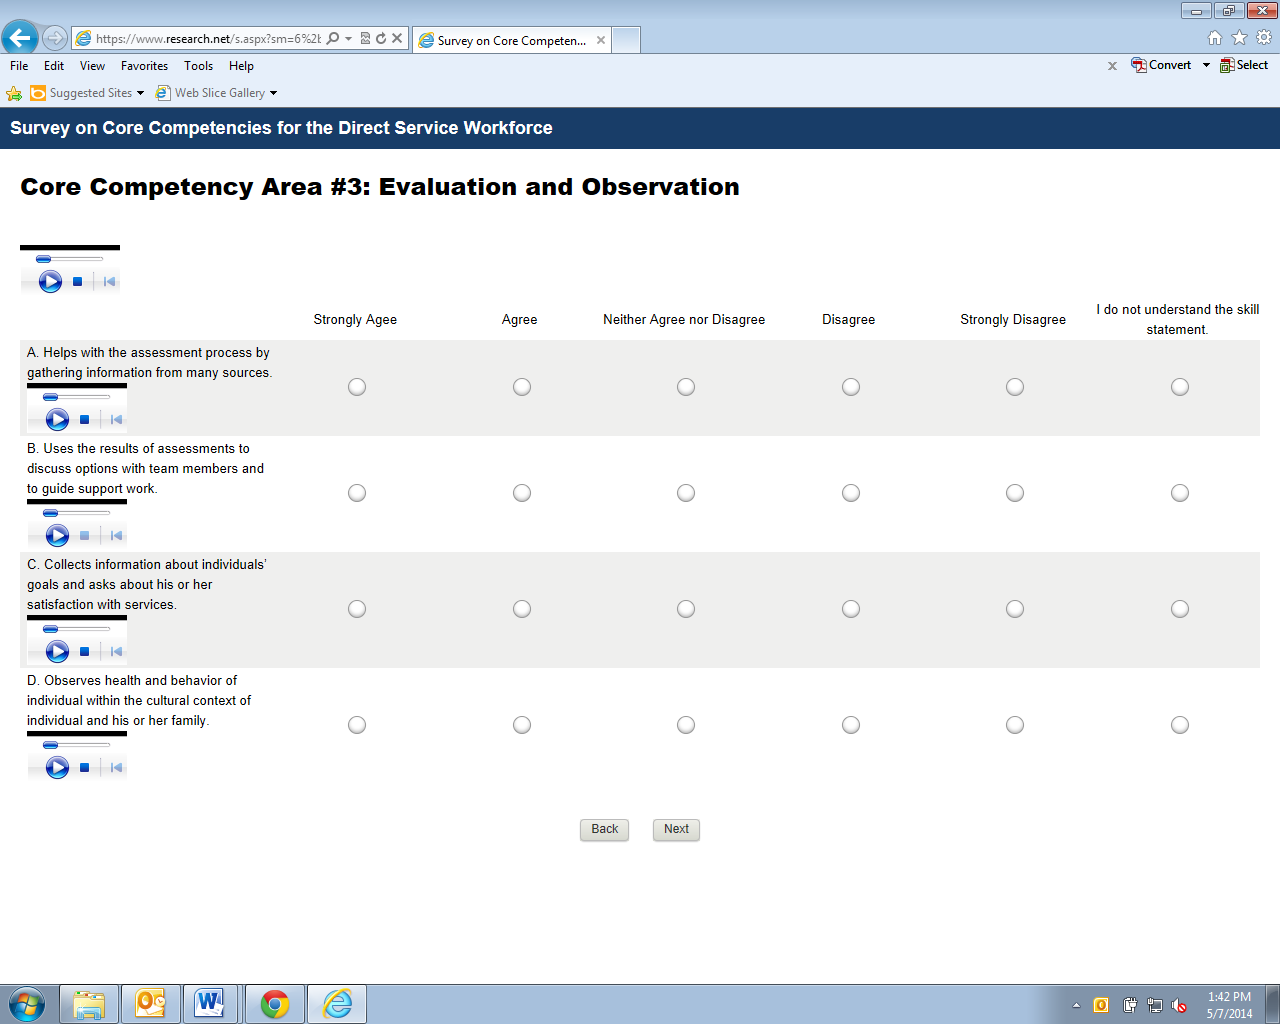 https://www.research.net/s.aspx?sm=6%2b
Survey on Core Competen...
File Edit View Favorites Tools Help
x Convert Select
Suggested Sites Web Slice Gallery
Survey on Core Competencies for the Direct Service Workforce
Core Competency Area #3: Evaluation and Observation
Strongly Agee Agree Neither Agree nor Disagree Disagree Strongly Disagree I do not understand the skill
statement.
A. Helps with the assessment process by
gathering information from many sources.
B. Uses the results of assessments to
discuss options with team members and
to guide support work.
C. Collects information about individuals'
goals and asks about his or her
satisfaction with services.
D. Observes health and behavior of
individual within the cultural context of
individual and his or her family.
Back Next
1:42 PM
5/7/2014